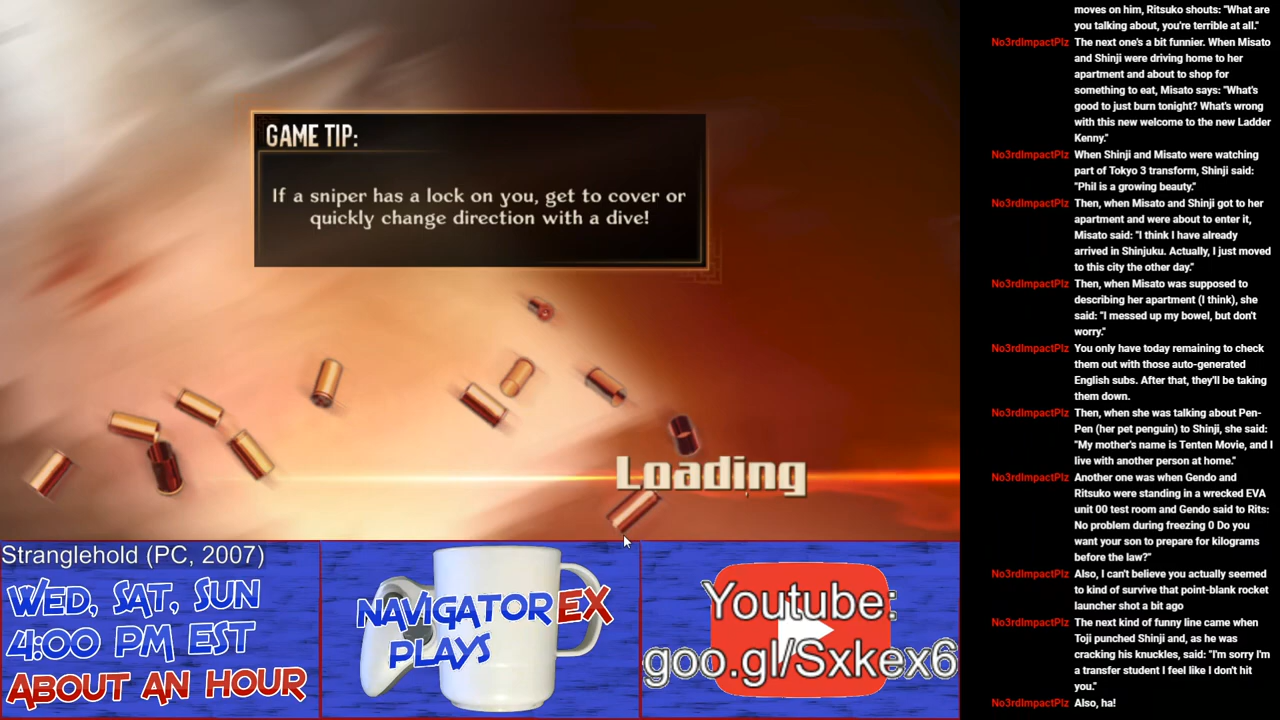 GAME TIP:
If a sniper has a lock on you, get to cover or
quickly change direction with a dive!
Loading
Stranglehold (PC, 2007)
WED, SAT, SUN
4:00 PM EST
ABOUT AN HOUR
NAVIGATOREX
PLAYS
Youtube:
goo.gl/Sxkex6
moves on him, Ritsuko shouts: "What are
you talking about, you're terrible at all."
No3rdImpactPlz The next one's a bit funnier. When Misato
and Shinji were driving home to her
apartment and about to shop for
something to eat, Misato says: "What's
good to just burn tonight? What's wrong
with this new welcome to the new Ladder
Kenny."
No3rdImpactPlz When Shinji and Misato were watching
part of Tokyo 3 transform, Shinji said:
"Phil is a growing beauty."
No3rdImpactPlz Then, when Misato and Shinji got to her
apartment and were about to enter it,
Misato said: "I think I have already
arrived in Shinjuku. Actually, I just moved
to this city the other day."
No3rdImpactPlz Then, when Misato was supposed to
describing her apartment (I think), she
said: "I messed up my bowel, but don't
worry."
No3rdImpactPlz You only have today remaining to check
them out with those auto-generated
English subs. After that, they'll be taking
them down.
No3rdImpactPlz Then, when she was talking about Pen-
Pen (her pet penguin) to Shinji, she said:
"My mother's name is Tenten Movie, and I
live with another person at home."
No3rdImpactPlz Another one was when Gendo and
Ritsuko were standing in a wrecked EVA
unit 00 test room and Gendo said to Rits:
No problem during freezing 0 Do you
want your son to prepare for kilograms
before the law?"
No3rdImpactPlz Also, I can't believe you actually seemed
to kind of survive that point-blank rocket
launcher shot a bit ago
No3rdImpactPlz The next kind of funny line came when
Toji punched Shinji and, as he was
cracking his knuckles, said: "I'm sorry I'm
a transfer student I feel like I don't hit
you."
No3rdImpactPlz Also, ha!